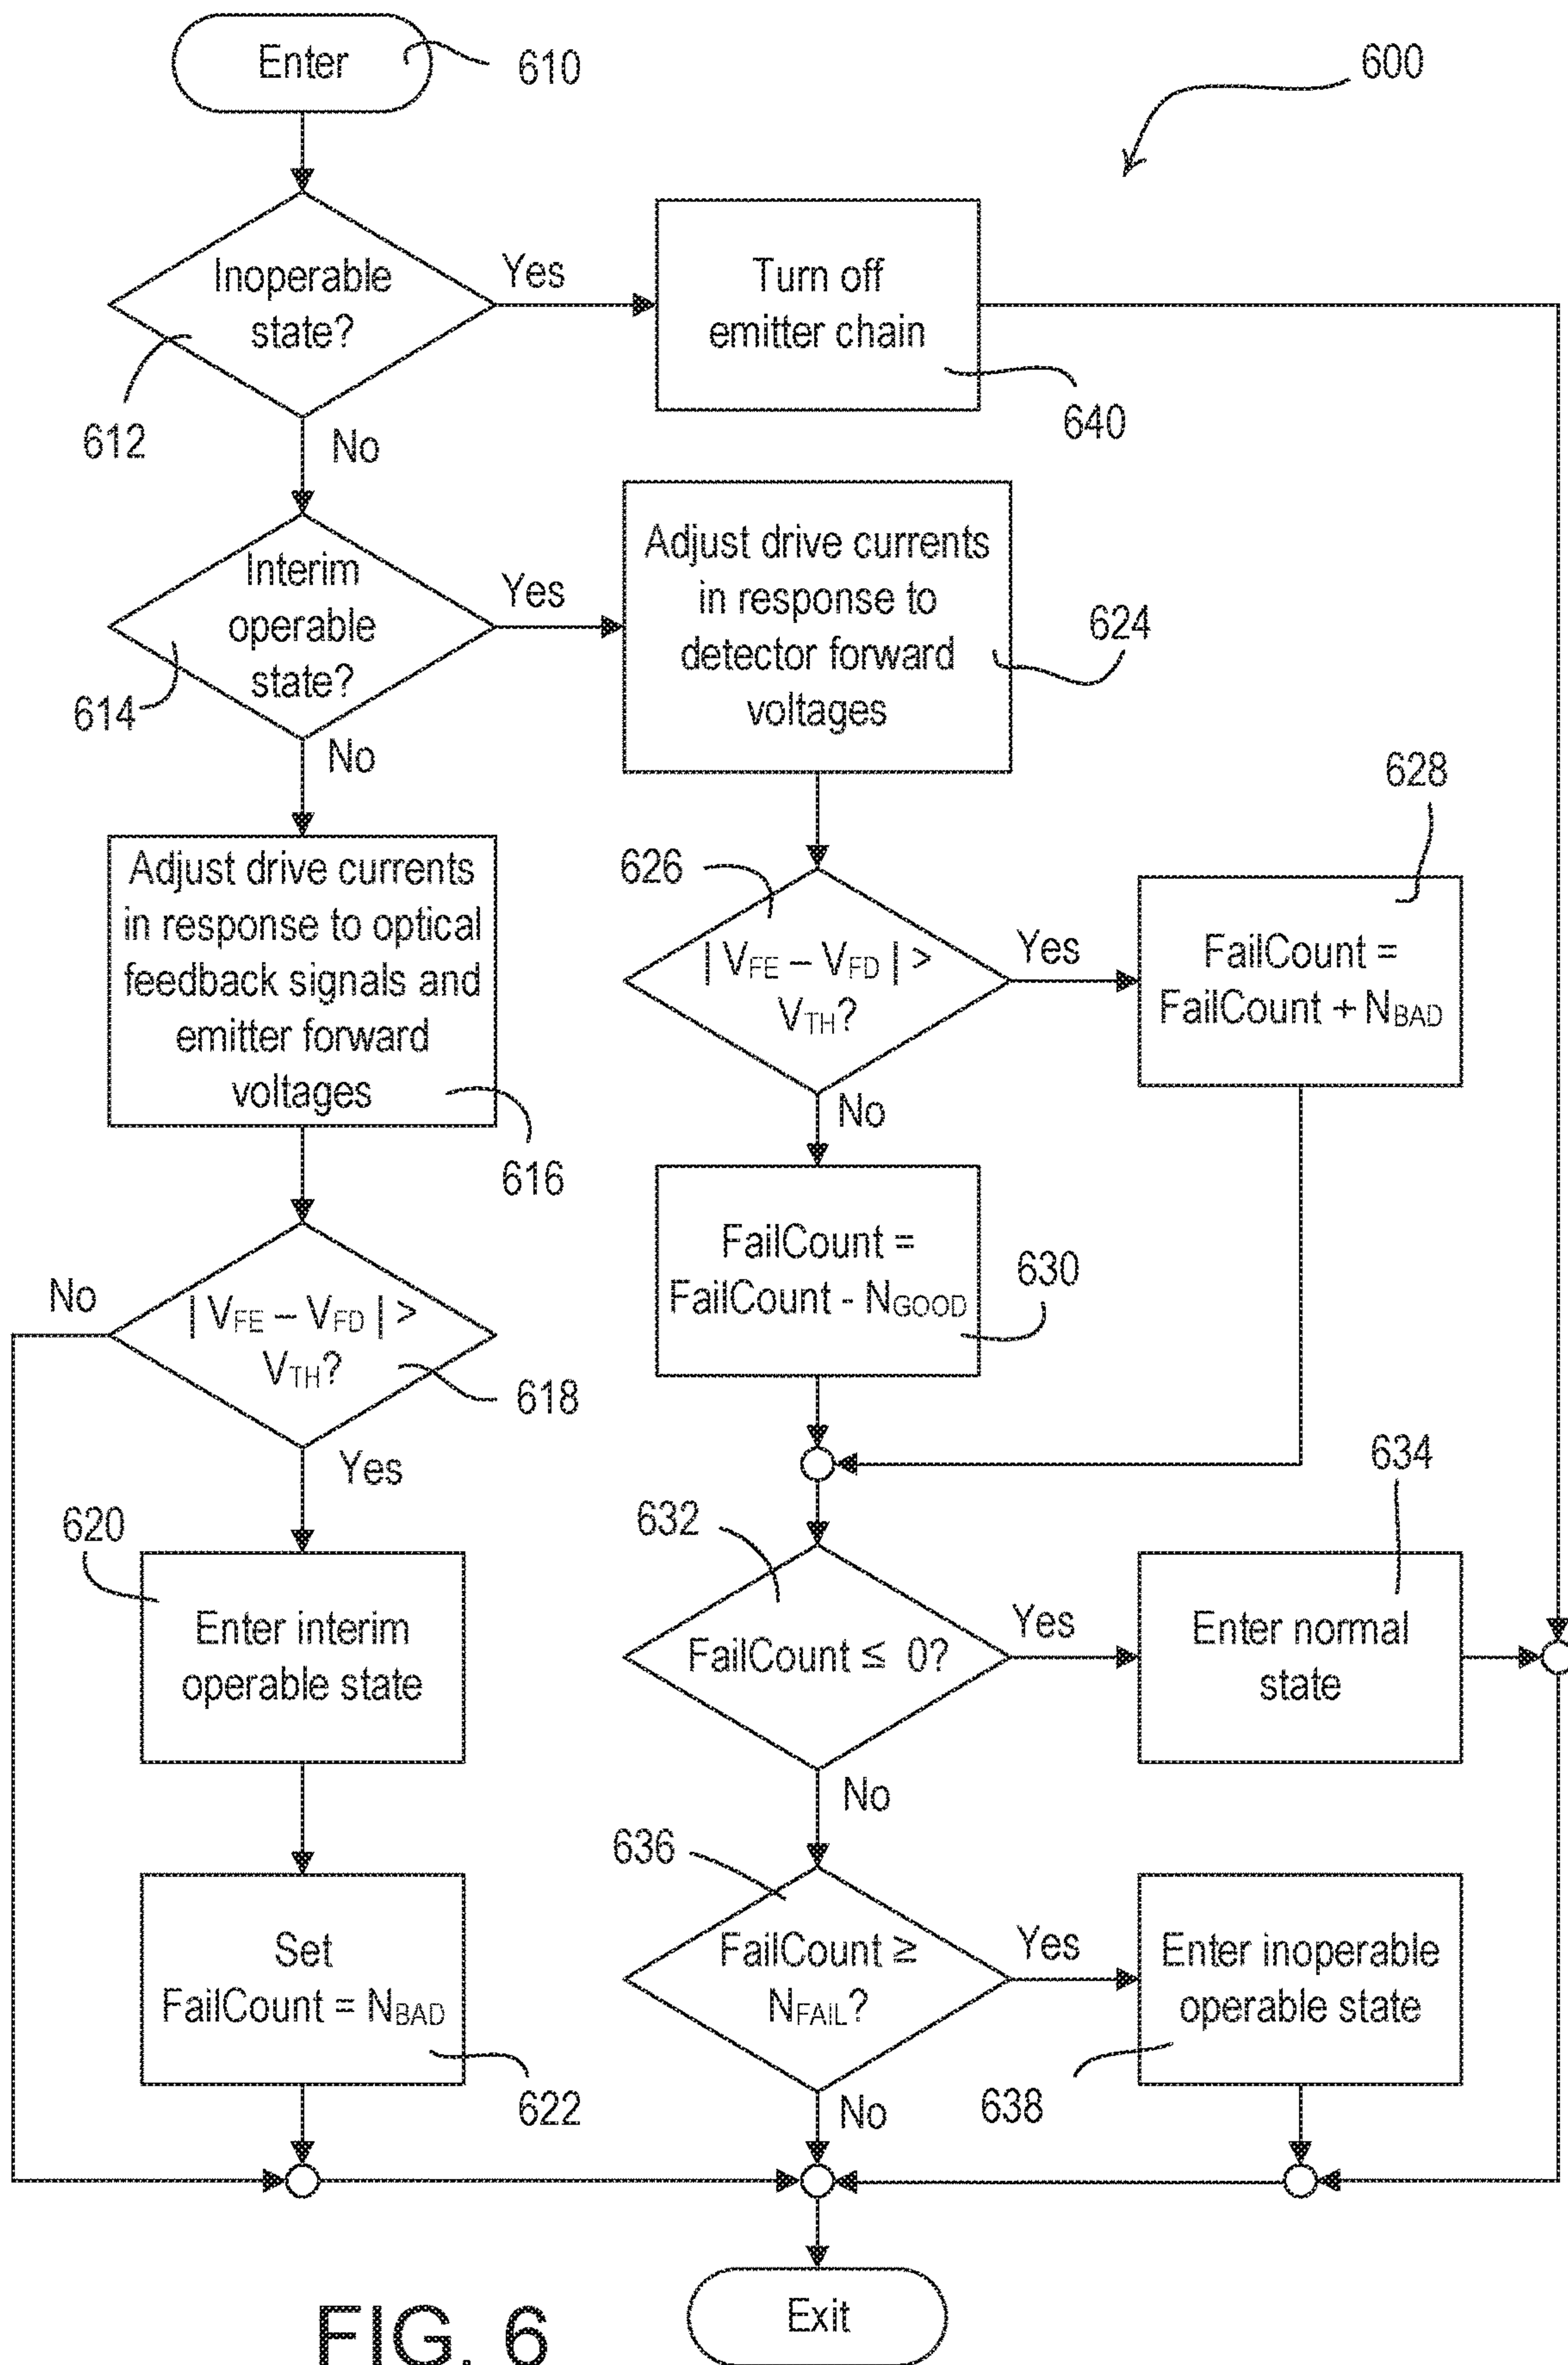 Enter
610
600
Inoperable
state?
612
Yes
No
Turn off
emitter chain
640
Interim
operable
state?
614
Yes
No
Adjust drive currents
in response to
detector forward
voltages
624
Adjust drive currents
in response to optical
feedback signals and
emitter forward
voltages
616
626
| VFE – VFD | >
VTH?
Yes
No
628
FailCount =
FailCount + NBAD
FailCount =
FailCount - NGOOD
630
No
| VFE – VFD | >
VTH?
618
Yes
620
Enter interim
operable state
632
FailCount ≤ 0?
Yes
No
634
Enter normal
state
Set
FailCount = NBAD
622
636
FailCount ≥
NFAIL?
Yes
No
Enter inoperable
operable state
638
Exit
FIG. 6